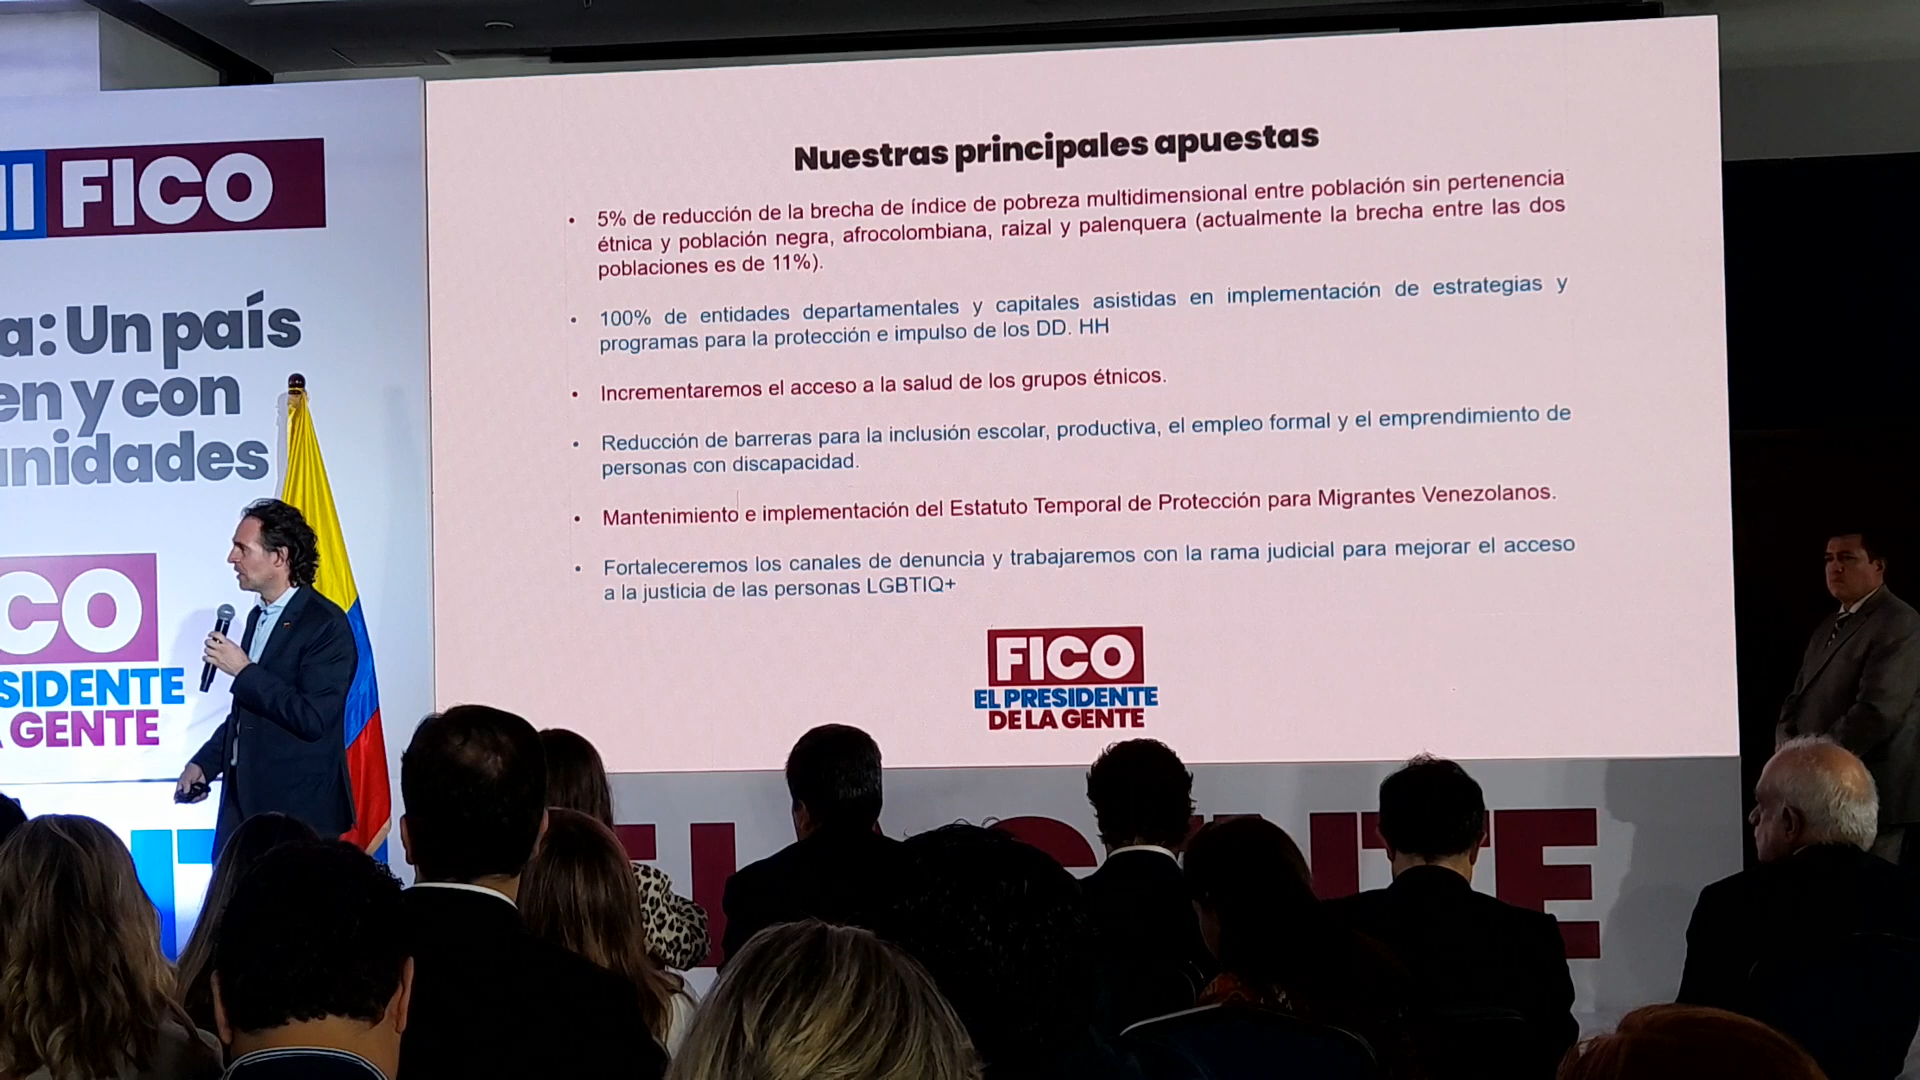 FICO
a: Un país
en y con
unidades
CO
SIDENTE
GENTE
Nuestras principales apuestas
• 5% de reducción de la brecha de índice de pobreza multidimensional entre población sin pertenencia
étnica y población negra, afrocolombiana, raizal y palenquera (actualmente la brecha entre las dos
poblaciones es de 11%).
• 100% de entidades departamentales y capitales asistidas en implementación de estrategias y
programas para la protección e impulso de los DD. HH
• Incrementaremos el acceso a la salud de los grupos étnicos.
• Reducción de barreras para la inclusión escolar, productiva, el empleo formal y el emprendimiento de
personas con discapacidad.
• Mantenimiento e implementación del Estatuto Temporal de Protección para Migrantes Venezolanos.
• Fortaleceremos los canales de denuncia y trabajaremos con la rama judicial para mejorar el acceso
a la justicia de las personas LGBTIQ+
FICO
EL PRESIDENTE
DE LA GENTE